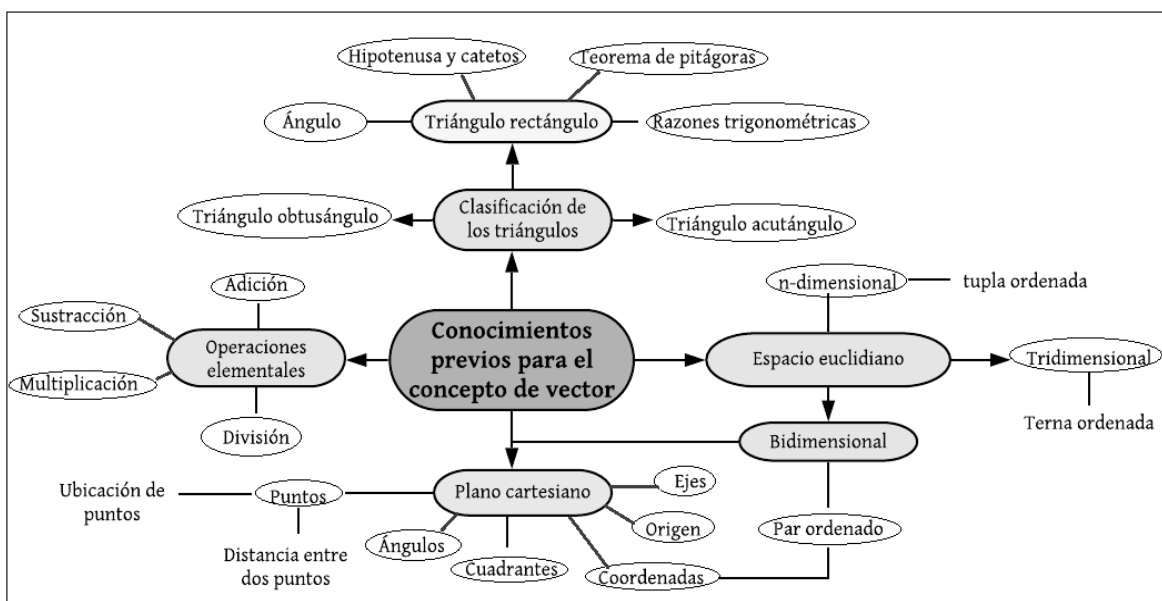 Hipotenusa y catetos
Teorema de pitágoras
Ángulo
Triángulo rectángulo
Razones trigonométricas
Triángulo obtusángulo
Clasificación de
los triángulos
Triángulo acutángulo
Adición
n-dimensional
tupla ordenada
Sustracción
Operaciones
elementales
Multiplicación
División
Conocimientos
previos para el
concepto de vector
Espacio euclidiano
Tridimensional
Terna ordenada
Bidimensional
Ubicación de
puntos
Puntos
Distancia entre
dos puntos
Plano cartesiano
Ejes
Origen
Ángulos
Cuadrantes
Coordenadas
Par ordenado